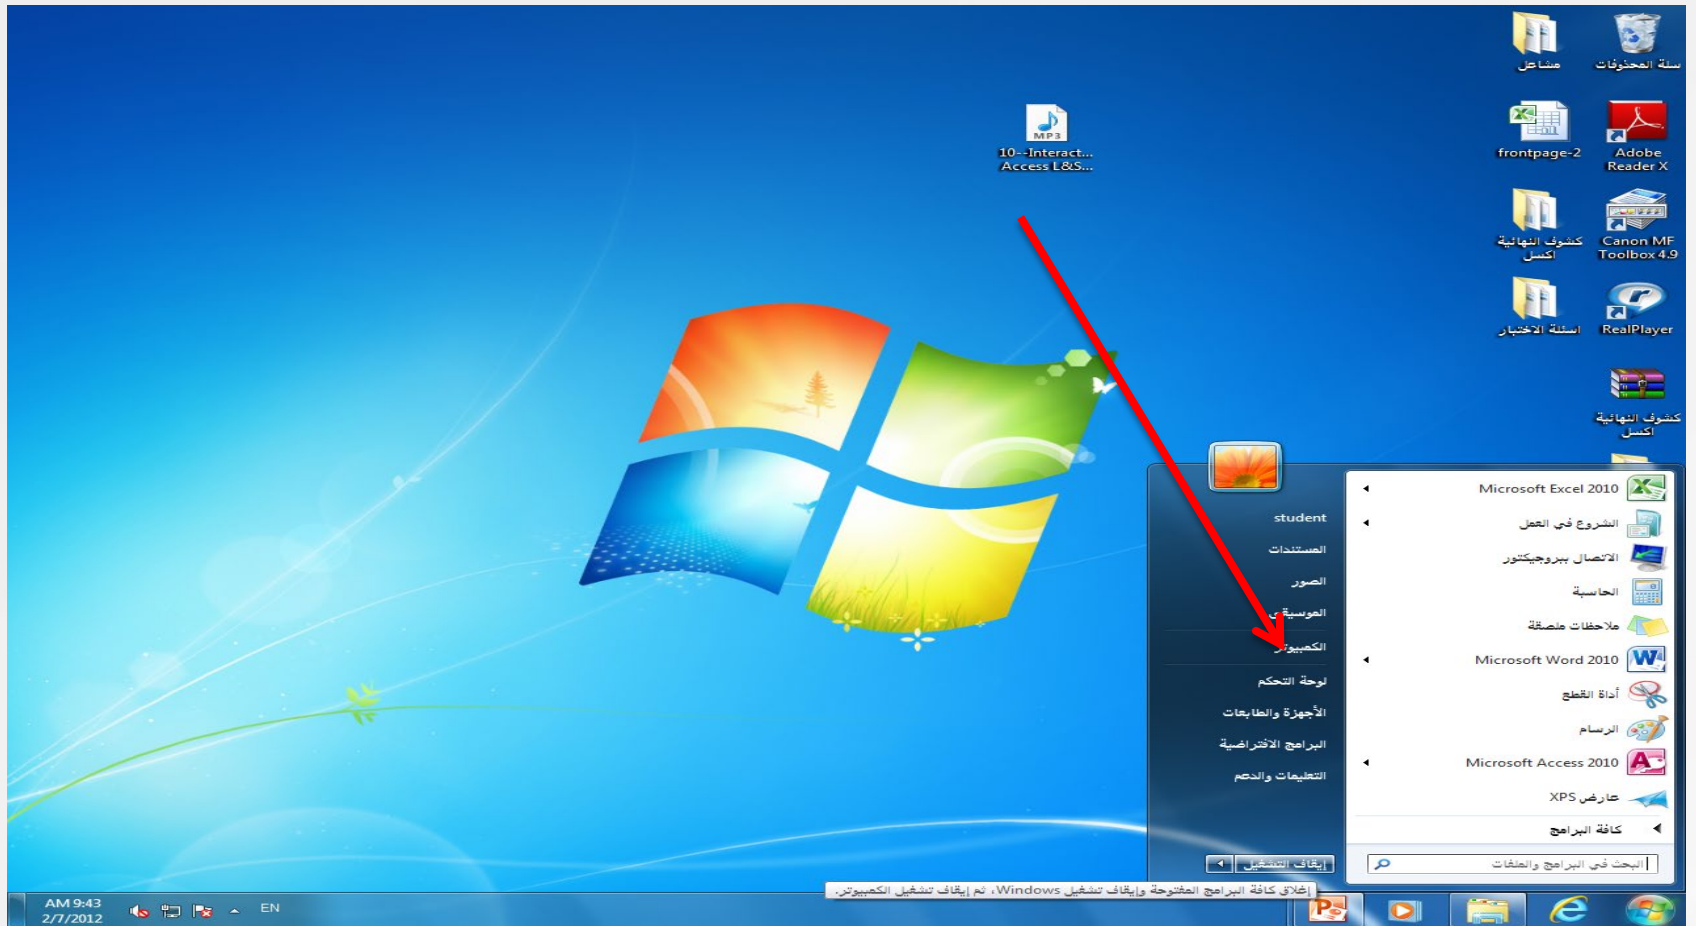 سلة المحذوفات
مشاعل
Adobe
Reader X
frontpage-2
Canon MF
Toolbox 4.9
كشوف النهائية
اكسل
RealPlayer
اسئلة الاختبار
كشوف النهائية
اكسل
MP3
10--Interact...
Access L&S...
Microsoft Excel 2010
الشروع في العمل
الاتصال ببروجيكتور
الحاسبة
ملاحظات ملصقة
Microsoft Word 2010
أداة القطع
الرسام
Microsoft Access 2010
عارض XPS
كافة البرامج
البحث في البرامج والملفات
student
المستندات
الصور
الموسيقى
الكمبيوتر
لوحة التحكم
الأجهزة والطابعات
البرامج الافتراضية
التعليمات والدعم
إيقاف التشغيل
إغلاق كافة البرامج المفتوحة وإيقاف تشغيل Windows، ثم إيقاف تشغيل الكمبيوتر.
EN
AM 9:43
2/7/2012